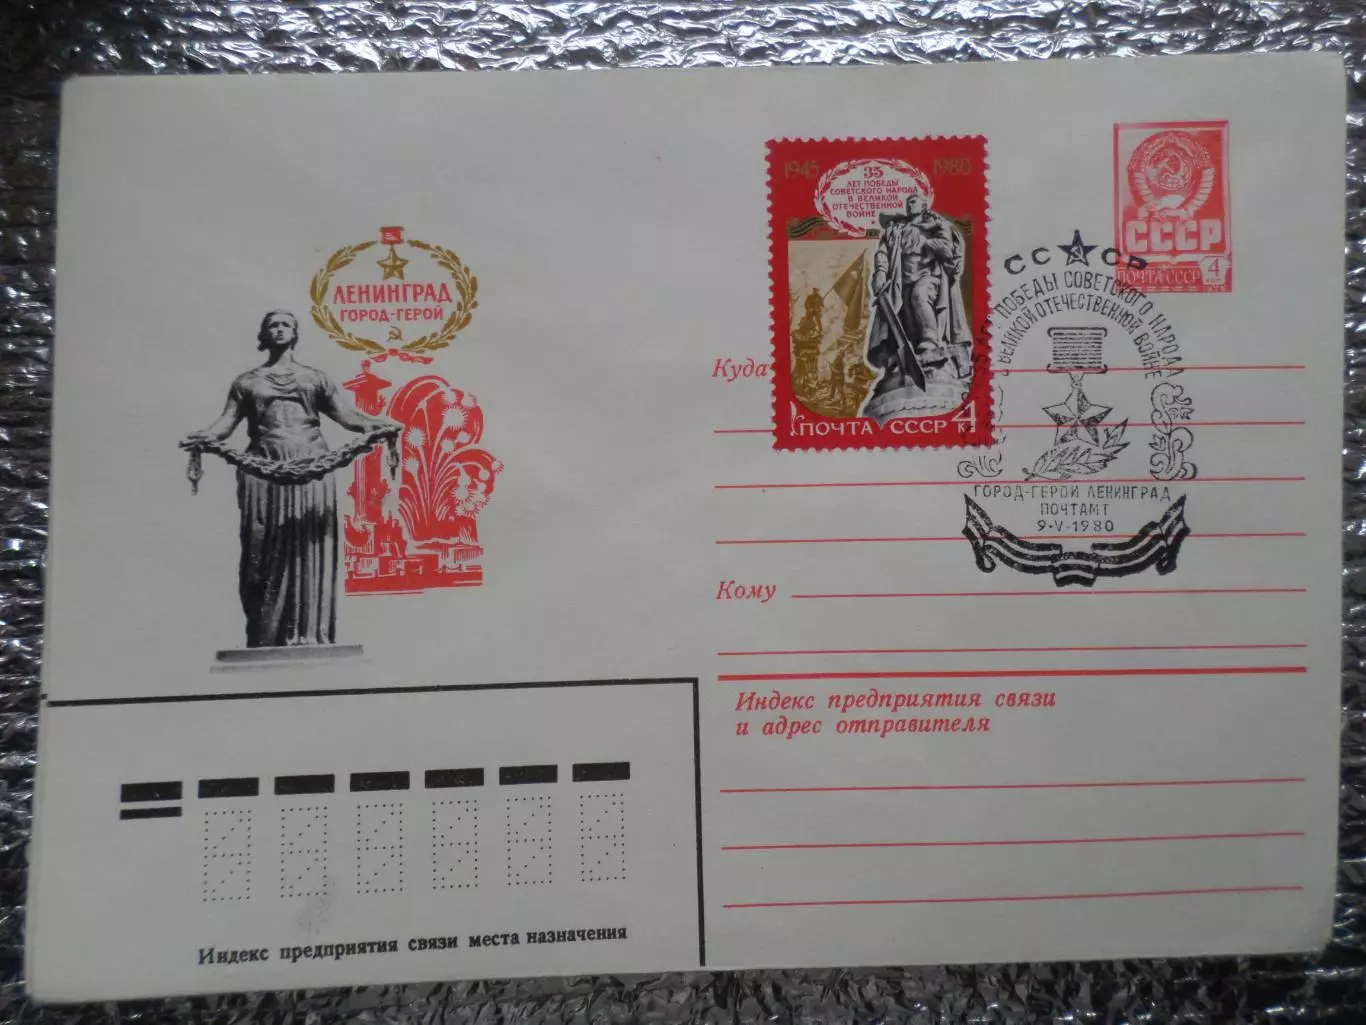 ЛЕНИНГРАД
ГОРОД-ГЕРОЙ
1945
1980
35
ЛЕТ ПОБЕДЫ
СОВЕТСКОГО НАРОДА
В ВЕЛИКОЙ
ОТЕЧЕСТВЕННОЙ
ВОЙНЕ
ПОЧТА СССР
4
к
СССР
ПОЧТА СССР
4
КОП
СССР
ЛЕТ ПОБЕДЫ СОВЕТСКОГО НАРОДА
В ВЕЛИКОЙ ОТЕЧЕСТВЕННОЙ ВОЙНЕ
ГОРОД-ГЕРОЙ ЛЕНИНГРАД
ПОЧТАМТ
9·V·1980
Куда
Кому
Индекс предприятия связи
и адрес отправителя
Индекс предприятия связи места назначения